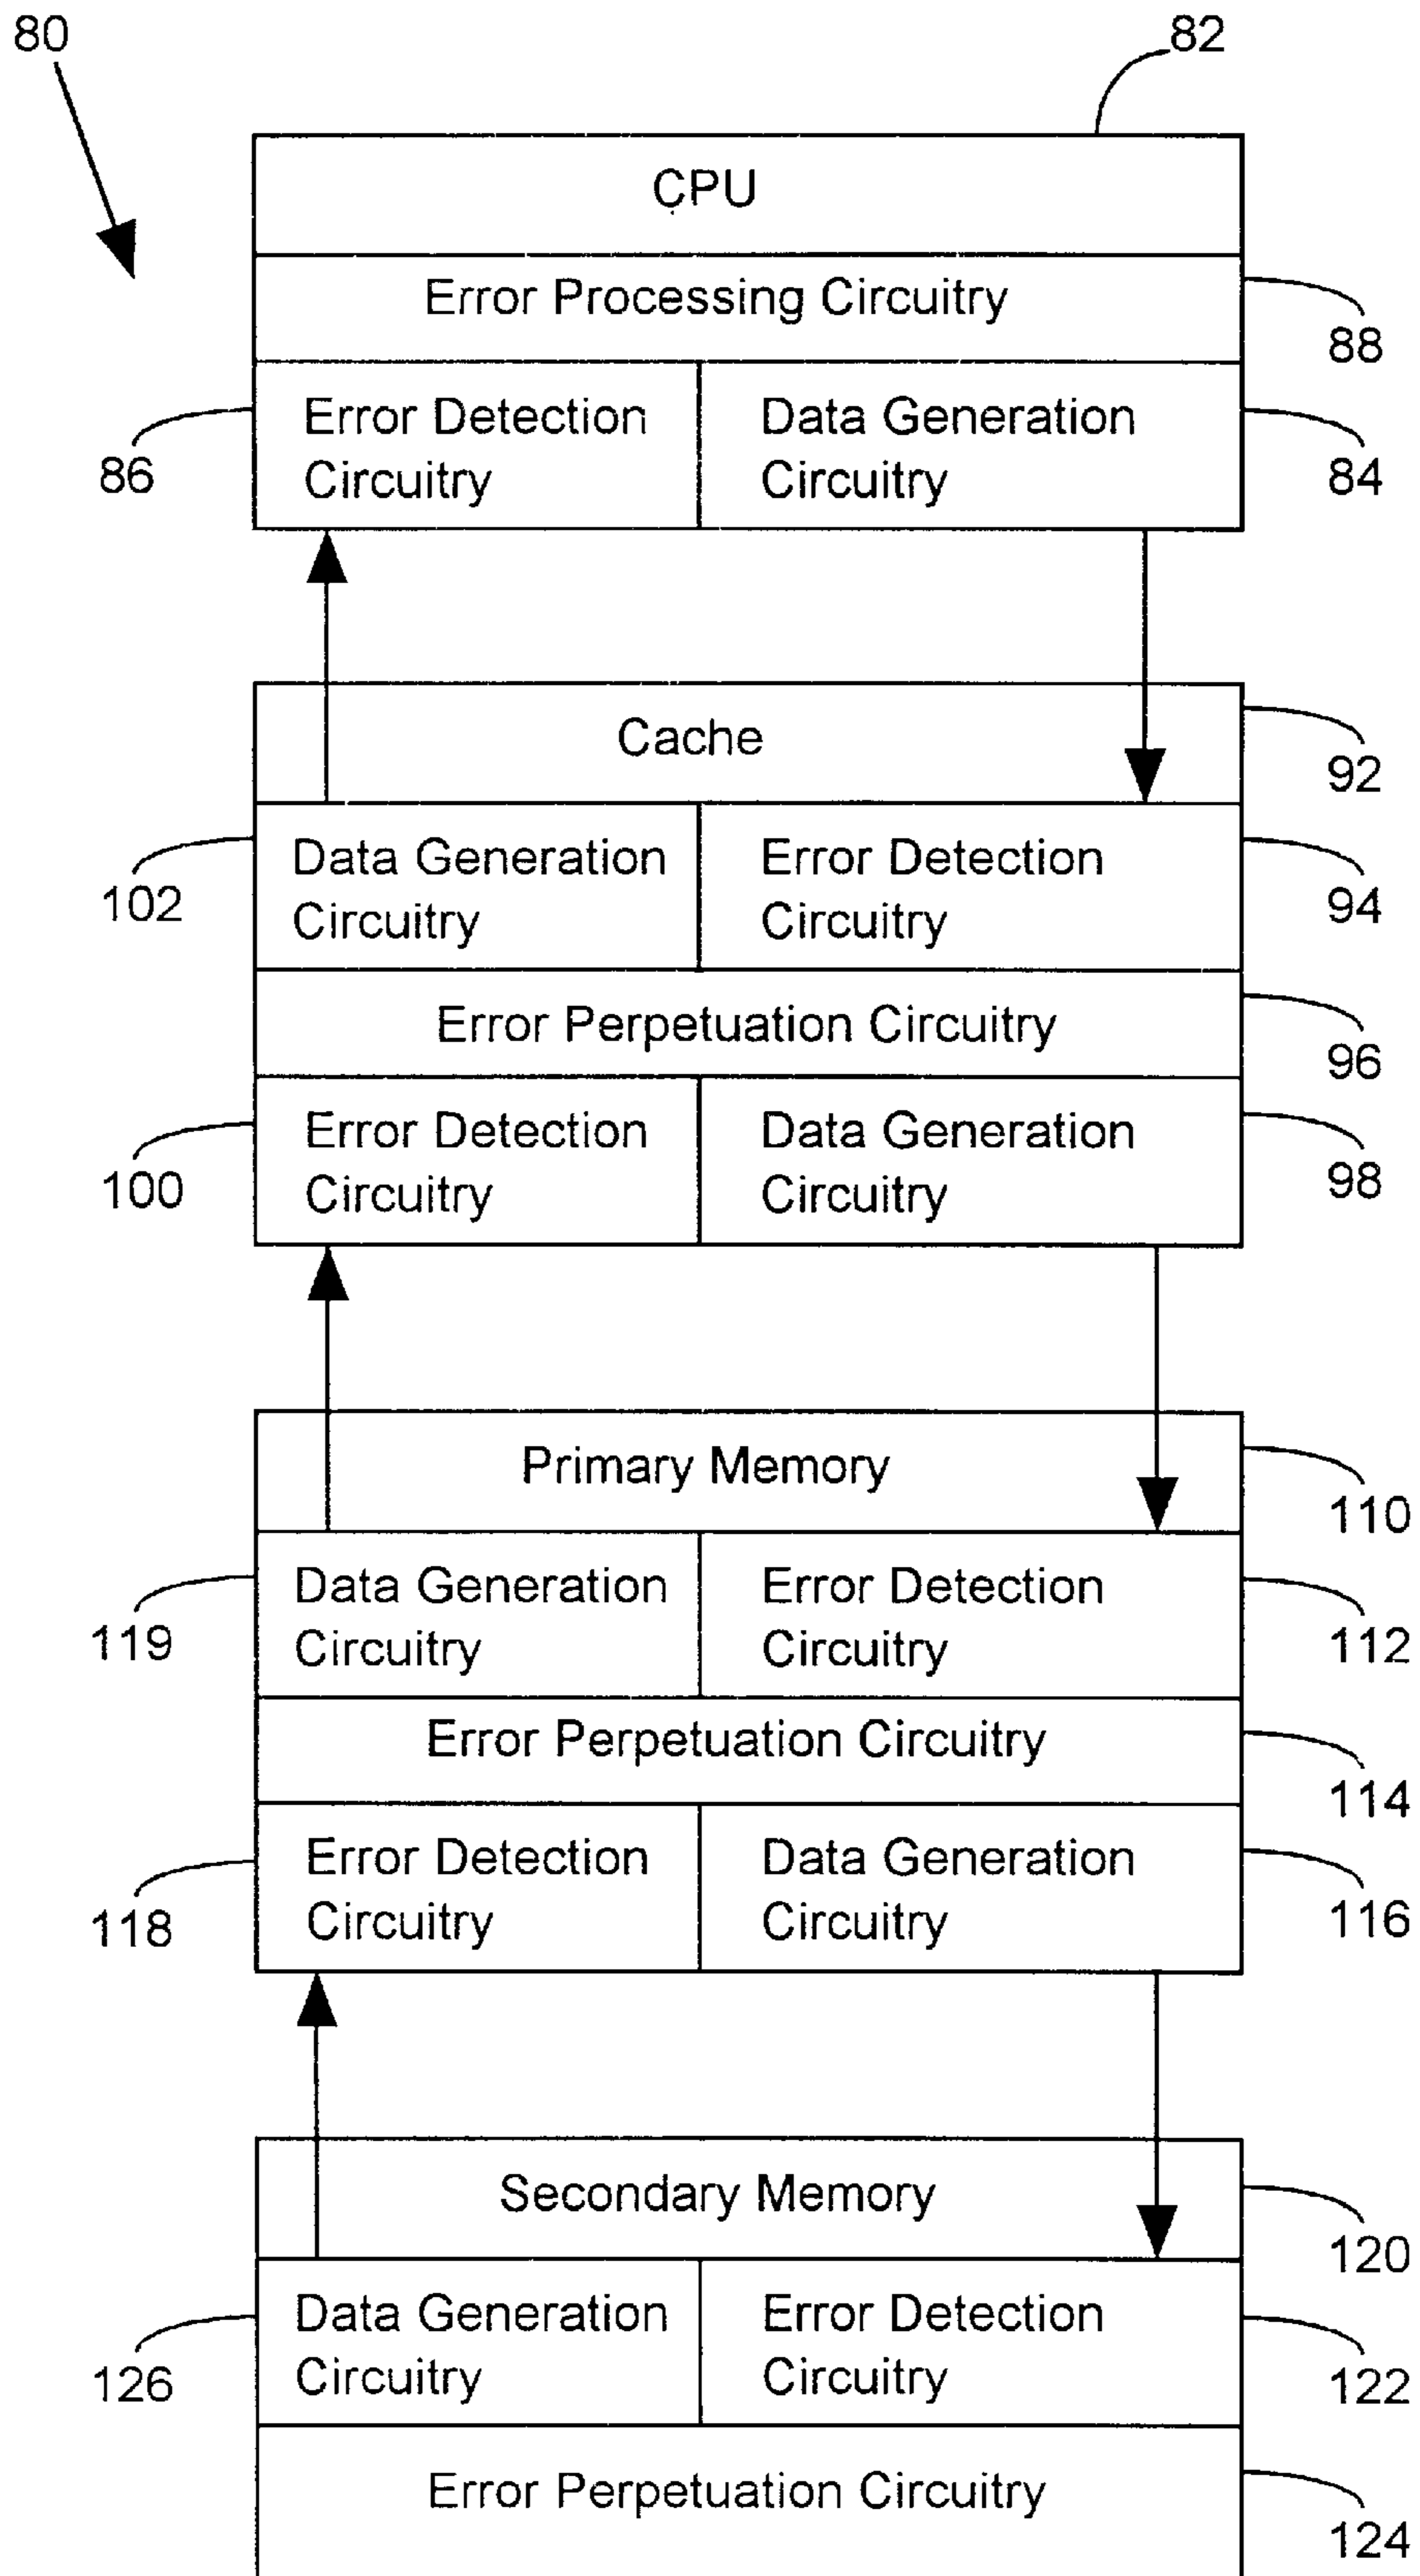 80
82
CPU
Error Processing Circuitry
88
Error Detection
Circuitry
Data Generation
Circuitry
86
84
Cache
92
Data Generation
Circuitry
Error Detection
Circuitry
102
94
Error Perpetuation Circuitry
96
Error Detection
Circuitry
Data Generation
Circuitry
100
98
Primary Memory
110
Data Generation
Circuitry
Error Detection
Circuitry
119
112
Error Perpetuation Circuitry
114
Error Detection
Circuitry
Data Generation
Circuitry
118
116
Secondary Memory
120
Data Generation
Circuitry
Error Detection
Circuitry
126
122
Error Perpetuation Circuitry
124